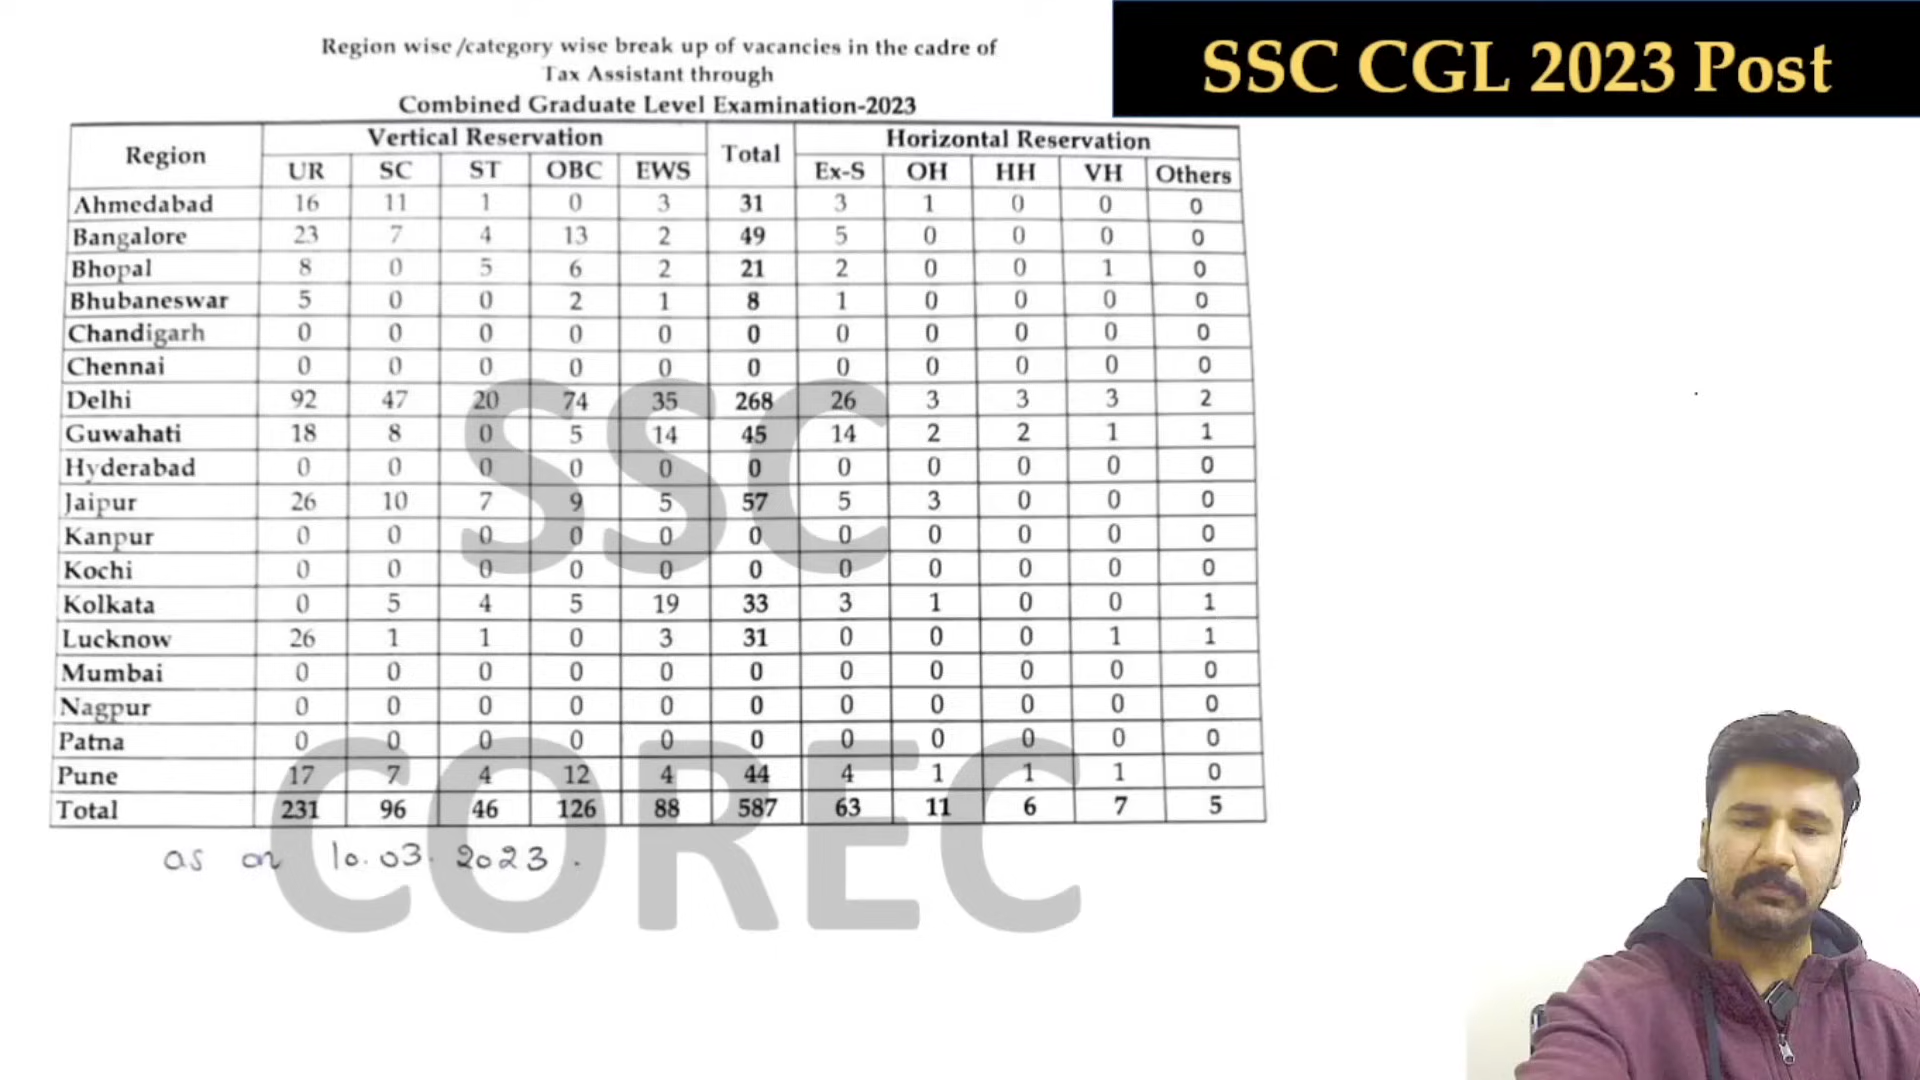 Region wise /category wise break up of vacancies in the cadre of
Tax Assistant through
Combined Graduate Level Examination-2023
SSC CGL 2023 Post
Region Vertical Reservation Total Horizontal Reservation
UR SC ST OBC EWS Ex-S OH HH VH Others
Ahmedabad 16 11 1 0 3 31 3 1 0 0 0
Bangalore 23 7 4 13 2 49 5 0 0 0 0
Bhopal 8 0 5 6 2 21 2 0 0 1 0
Bhubaneswar 5 0 0 2 1 8 1 0 0 0 0
Chandigarh 0 0 0 0 0 0 0 0 0 0 0
Chennai 0 0 0 0 0 0 0 0 0 0 0
Delhi 92 47 20 74 35 268 26 3 3 3 2
Guwahati 18 8 0 5 14 45 14 2 2 1 1
Hyderabad 0 0 0 0 0 0 0 0 0 0 0
Jaipur 26 10 7 9 5 57 5 3 0 0 0
Kanpur 0 0 0 0 0 0 0 0 0 0 0
Kochi 0 0 0 0 0 0 0 0 0 0 0
Kolkata 0 5 4 5 19 33 3 1 0 0 1
Lucknow 26 1 1 0 3 31 0 0 0 1 1
Mumbai 0 0 0 0 0 0 0 0 0 0 0
Nagpur 0 0 0 0 0 0 0 0 0 0 0
Patna 0 0 0 0 0 0 0 0 0 0 0
Pune 17 7 4 12 4 44 4 1 1 1 0
Total 231 96 46 126 88 587 63 11 6 7 5
as on 10.03.2023.
SSC
COREC